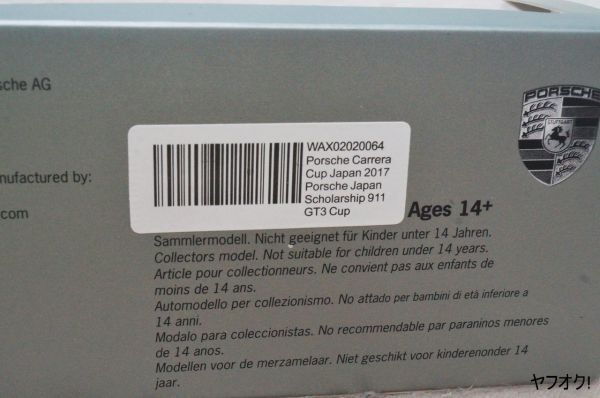 sche AG
nufactured by:
com
WAX02020064
Porsche Carrera
Cup Japan 2017
Porsche Japan
Scholarship 911
GT3 Cup
PORSCHE
STUTTGART
Ages 14+
Sammlermodell. Nicht geeignet für Kinder unter 14 Jahren.
Collectors model. Not suitable for children under 14 years.
Article pour collectionneurs. Ne convient pas aux enfants de
moins de 14 ans.
Automodello per collezionismo. No attado per bambini di età inferiore a
14 anni.
Modalo para coleccionistas. No recommendable par paraninos menores
de 14 anos.
Modellen voor de merzamelaar. Niet geschikt voor kinderenonder 14
jaar.
ヤフオク!